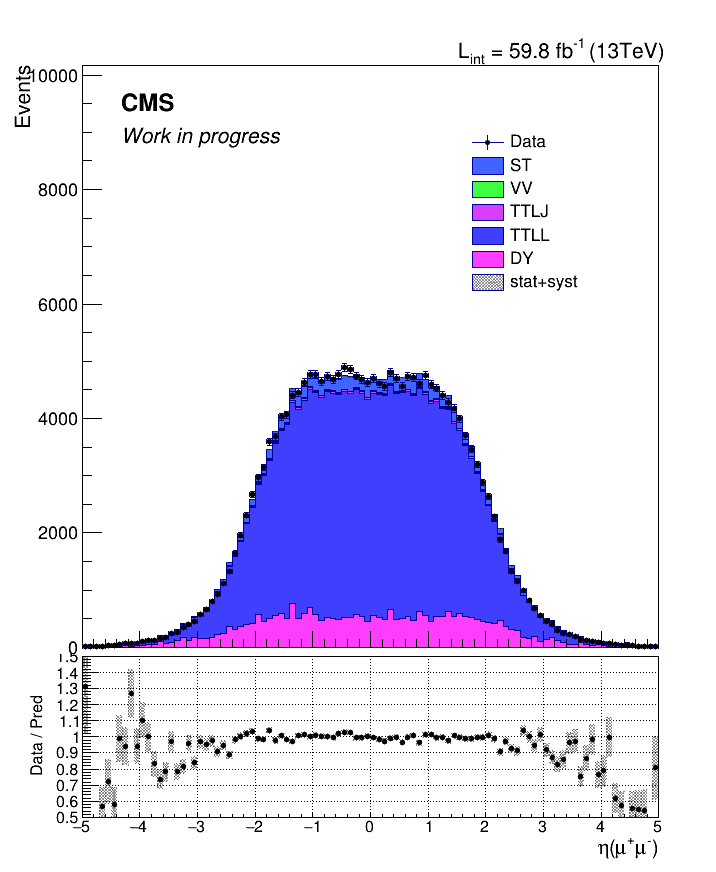 L_int = 59.8 fb⁻¹ (13TeV)
Events
10000
CMS
Work in progress
Data
ST
8000
VV
TTLJ
TTLL
DY
stat+syst
6000
4000
2000
0
Data / Pred
1.5
1.4
1.3
1.2
1.1
1
0.9
0.8
0.7
0.6
0.5
−5 −4 −3 −2 −1 0 1 2 3 4 5
η(μ⁺μ⁻)